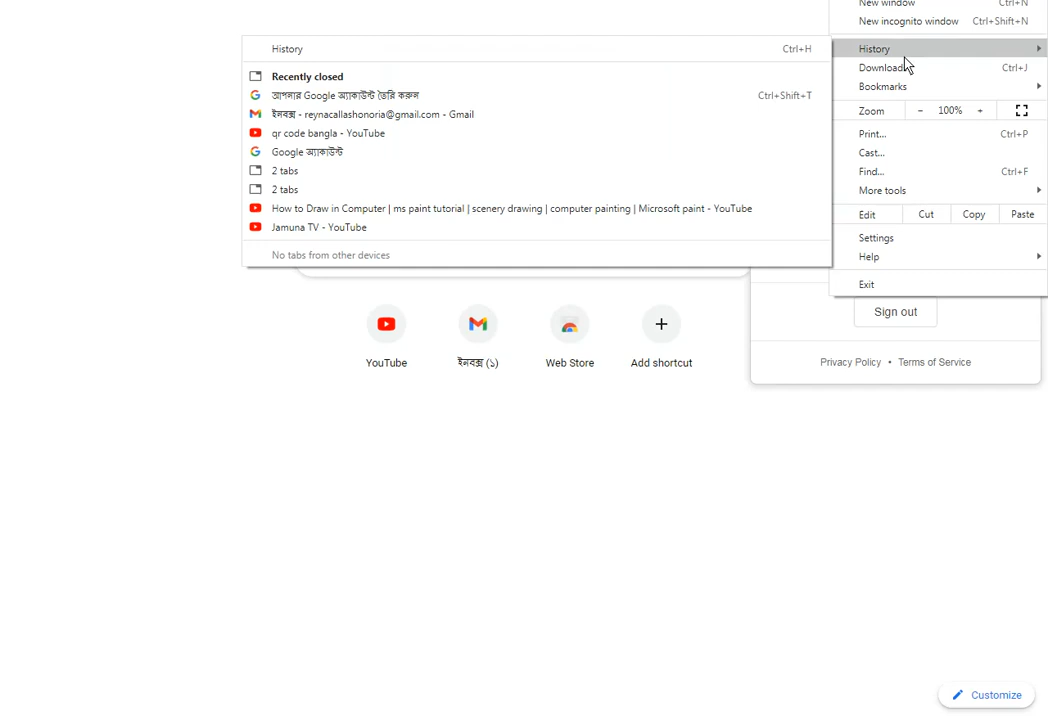 New window Ctrl+N
New incognito window Ctrl+Shift+N
History
Downloads Ctrl+J
Bookmarks
Zoom - 100% +
Print... Ctrl+P
Cast...
Find... Ctrl+F
More tools
Edit Cut Copy Paste
Settings
Help
Exit
History Ctrl+H
Recently closed
আপনার Google অ্যাকাউন্ট তৈরি করুন Ctrl+Shift+T
ইনবক্স - reynacallashonoria@gmail.com - Gmail
qr code bangla - YouTube
Google অ্যাকাউন্ট
2 tabs
2 tabs
How to Draw in Computer | ms paint tutorial | scenery drawing | computer painting | Microsoft paint - YouTube
Jamuna TV - YouTube
No tabs from other devices
Sign out
Privacy Policy • Terms of Service
YouTube
ইনবক্স (১)
Web Store
Add shortcut
Customize